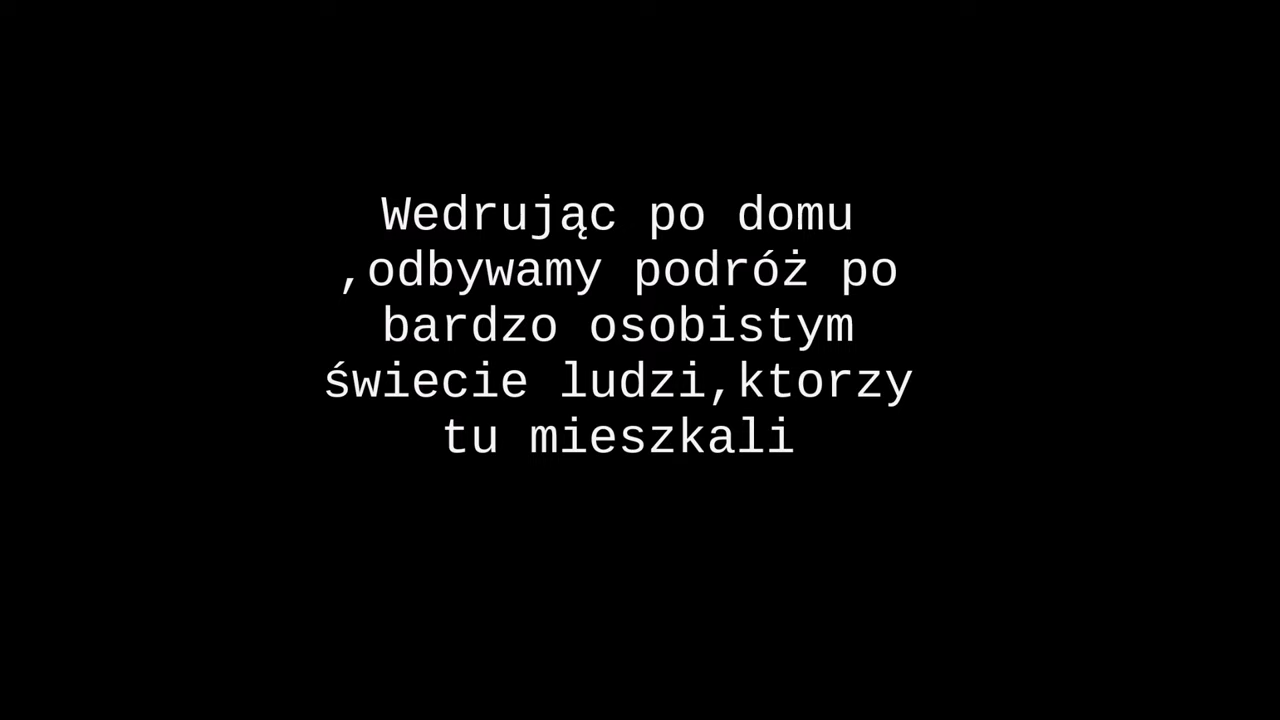 Wedrując po domu
,odbywamy podróż po
bardzo osobistym
świecie ludzi,ktorzy
tu mieszkali